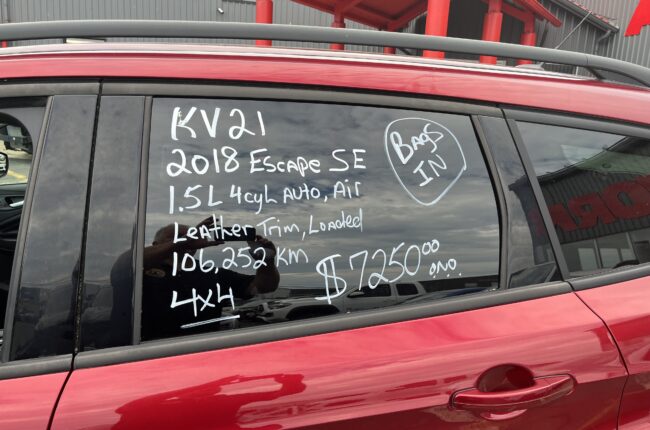 KV21
2018 Escape SE
1.5L 4cyl Auto, Air
Leather Trim, Loaded
106,252 Km
4x4
Bags
IN
$7250.00
ono.